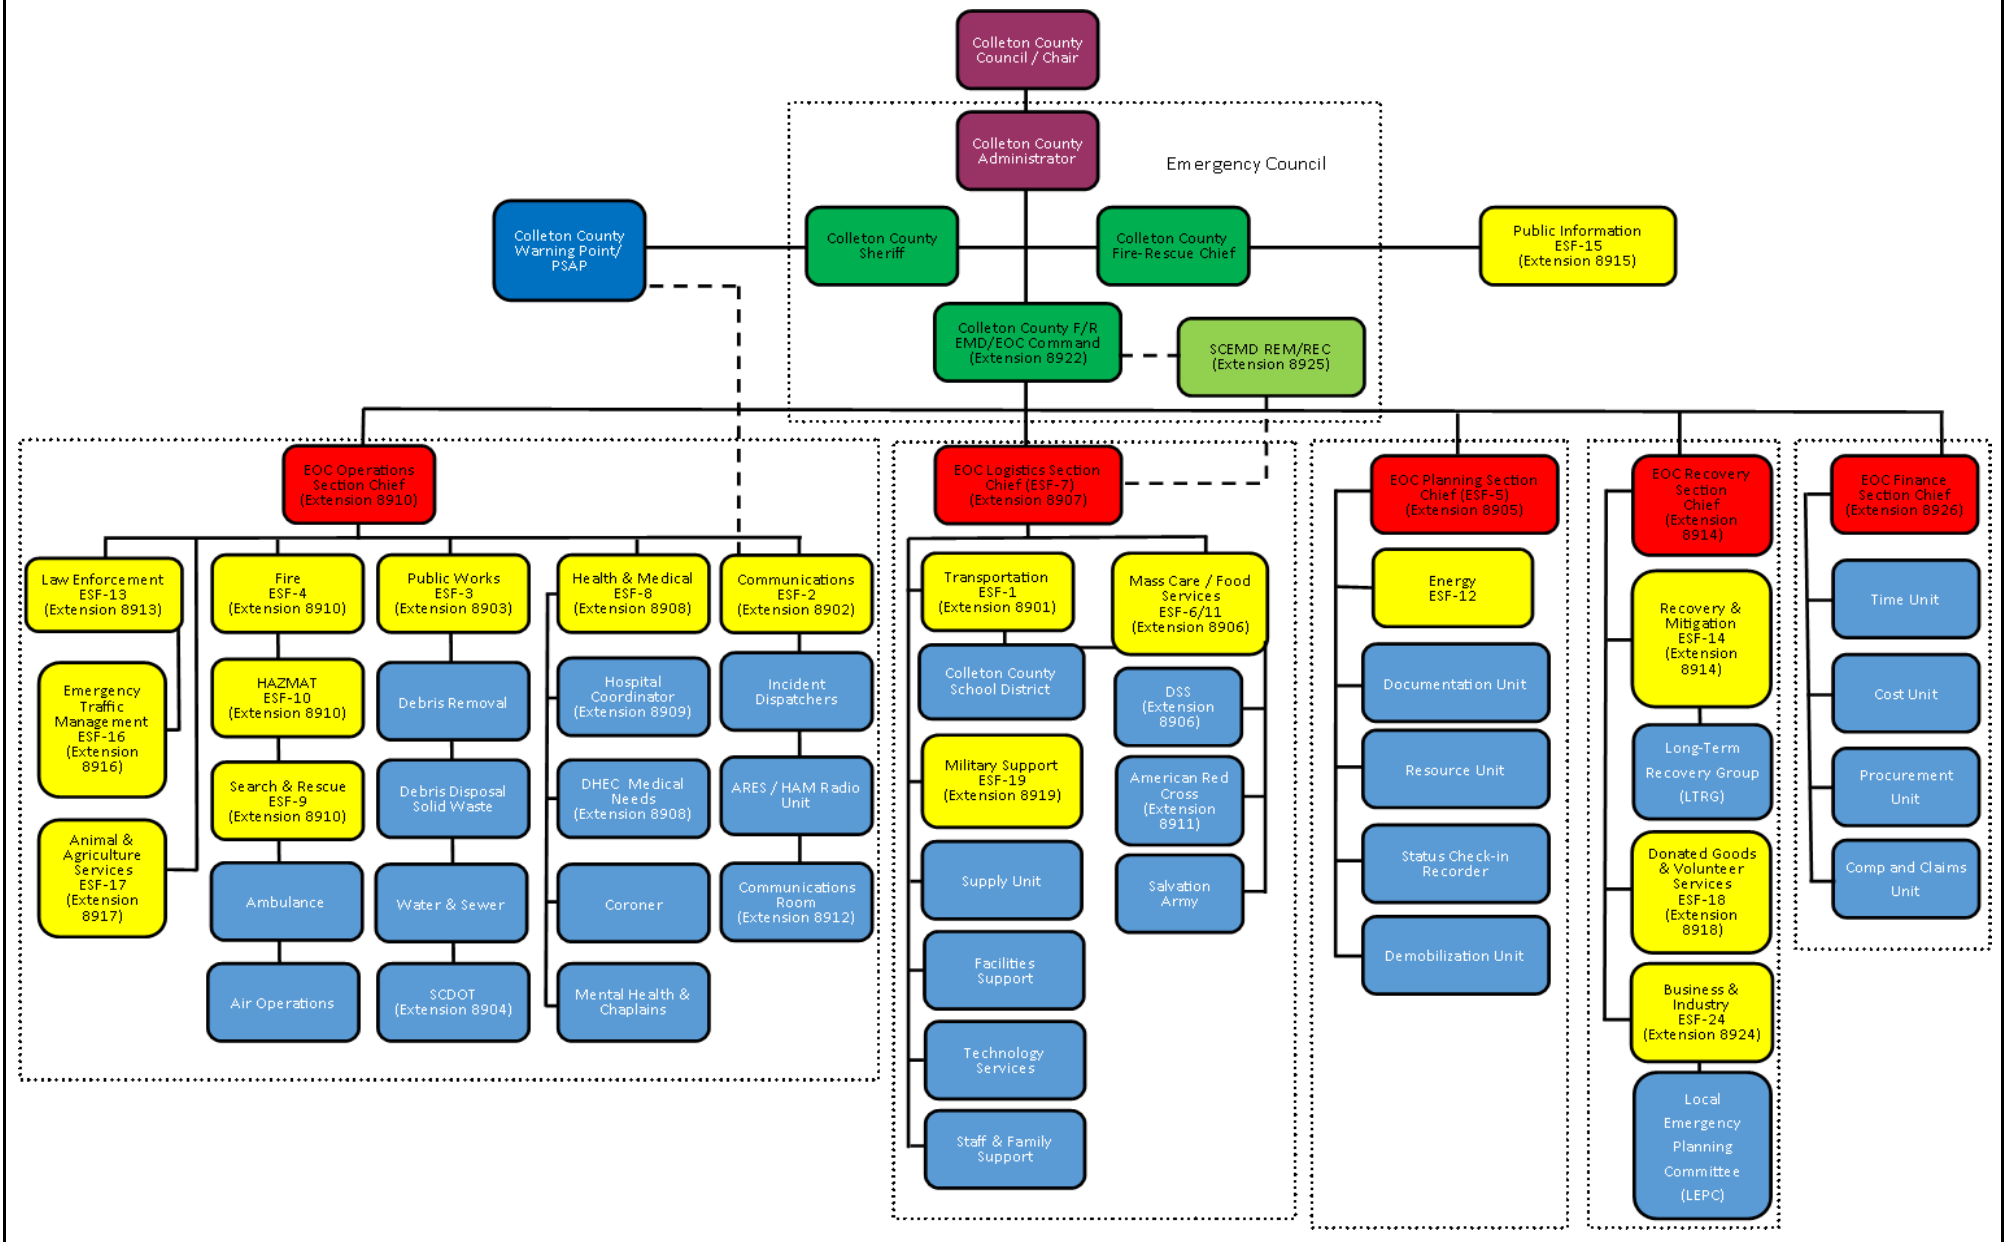 Colleton County
Council / Chair
Colleton County
Administrator
Emergency Council
Colleton County
Warning Point/
PSAP
Colleton County
Sheriff
Colleton County
Fire-Rescue Chief
Public Information
ESF-15
(Extension 8915)
Colleton County F/R
EMD/EOC Command
(Extension 8922)
SCEMD REM/REC
(Extension 8925)
EOC Operations
Section Chief
(Extension 8910)
EOC Logistics Section
Chief (ESF-7)
(Extension 8907)
EOC Planning Section
Chief (ESF-5)
(Extension 8905)
EOC Recovery
Section
Chief
(Extension
8914)
EOC Finance
Section Chief
(Extension 8926)
Law Enforcement
ESF-13
(Extension 8913)
Emergency
Traffic
Management
ESF-16
(Extension
8916)
Animal &
Agriculture
Services
ESF-17
(Extension
8917)
Fire
ESF-4
(Extension 8910)
HAZMAT
ESF-10
(Extension 8910)
Search & Rescue
ESF-9
(Extension 8910)
Ambulance
Air Operations
Public Works
ESF-3
(Extension 8903)
Debris Removal
Debris Disposal
Solid Waste
Water & Sewer
SCDOT
(Extension 8904)
Health & Medical
ESF-8
(Extension 8908)
Hospital
Coordinator
(Extension 8909)
DHEC Medical
Needs
(Extension 8908)
Coroner
Mental Health &
Chaplains
Communications
ESF-2
(Extension 8902)
Incident
Dispatchers
ARES / HAM Radio
Unit
Communications
Room
(Extension 8912)
Transportation
ESF-1
(Extension 8901)
Colleton County
School District
Military Support
ESF-19
(Extension 8919)
Supply Unit
Facilities
Support
Technology
Services
Staff & Family
Support
Mass Care / Food
Services
ESF-6/11
(Extension 8906)
DSS
(Extension
8906)
American Red
Cross
(Extension
8911)
Salvation
Army
Energy
ESF-12
Documentation Unit
Resource Unit
Status Check-in
Recorder
Demobilization Unit
Recovery &
Mitigation
ESF-14
(Extension
8914)
Long-Term
Recovery Group
(LTRG)
Donated Goods
& Volunteer
Services
ESF-18
(Extension
8918)
Business &
Industry
ESF-24
(Extension 8924)
Local
Emergency
Planning
Committee
(LEPC)
Time Unit
Cost Unit
Procurement
Unit
Comp and Claims
Unit